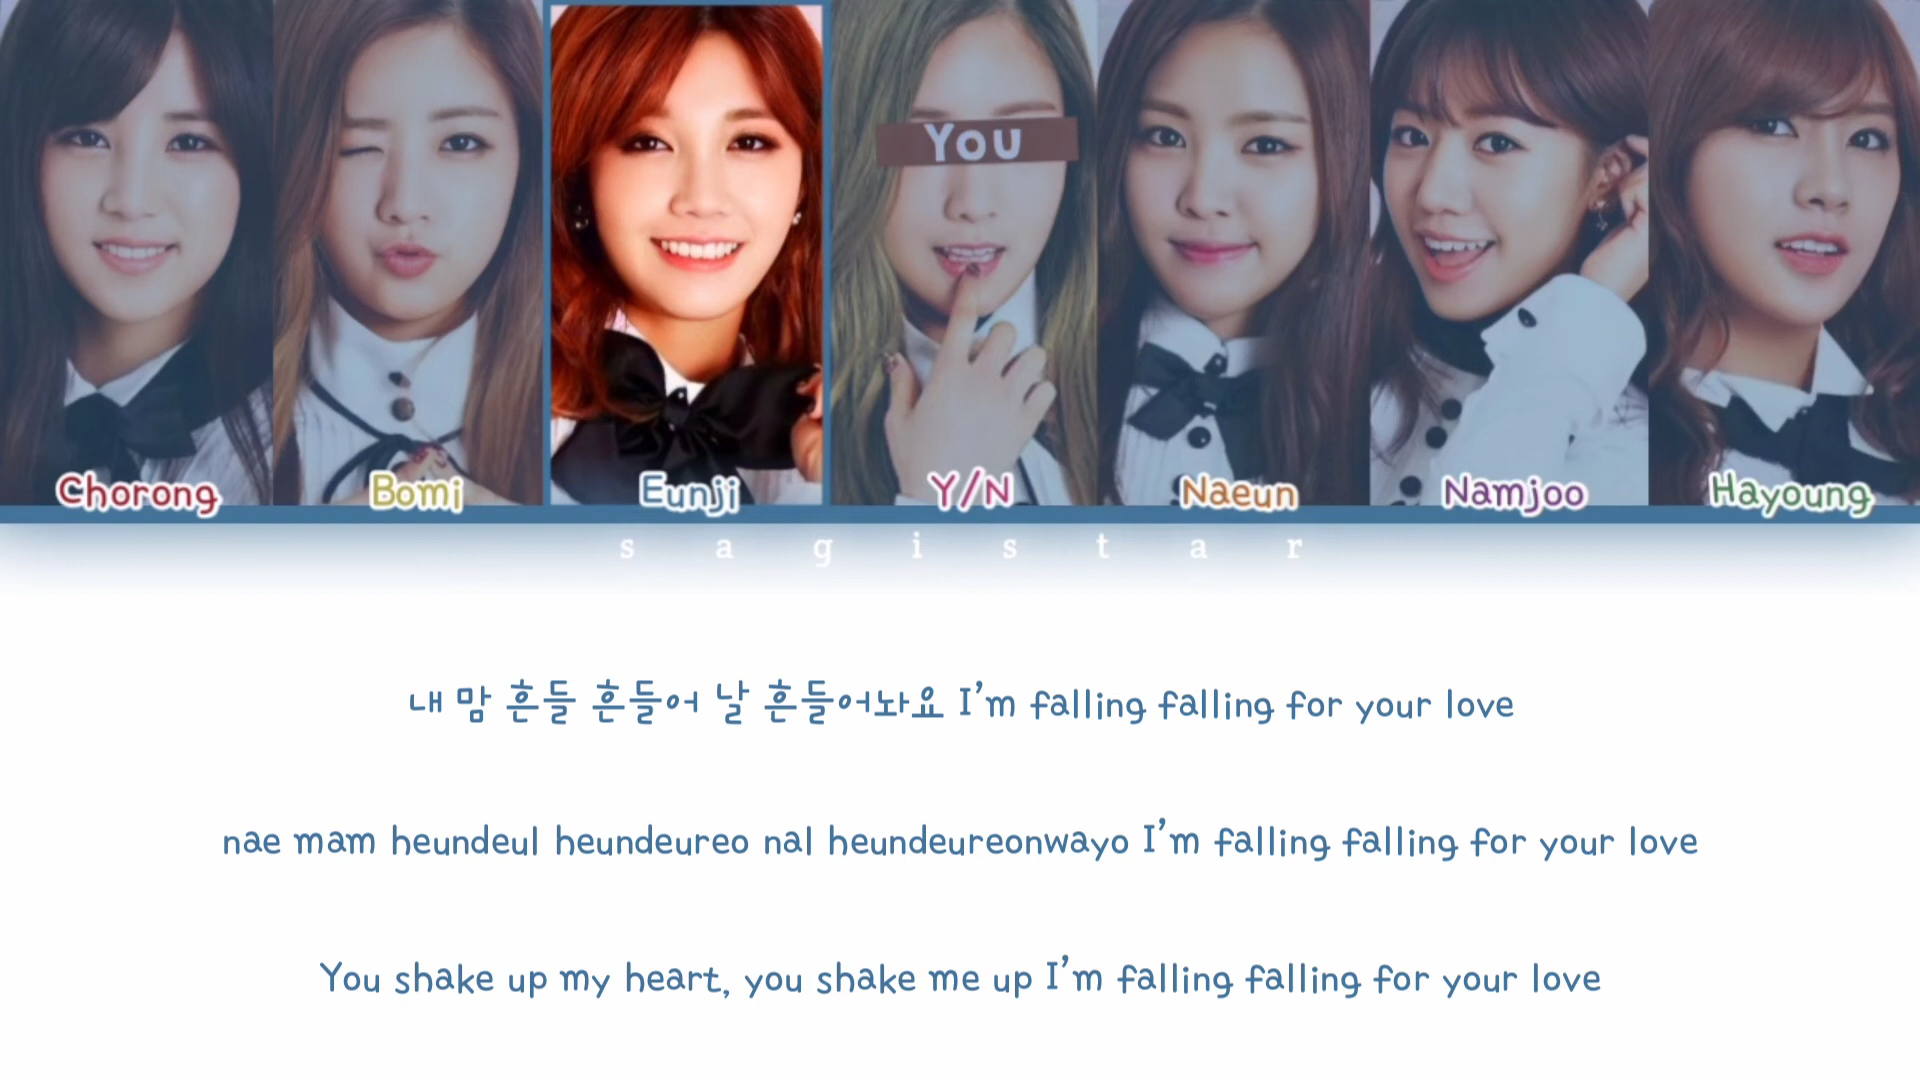 You
Chorong
Bomi
Eunji
Y/N
Naeun
Namjoo
Hayoung
s a g i s t a r
내 맘 흔들 흔들어 날 흔들어놔요 I'm falling falling for your love
nae mam heundeul heundeureo nal heundeureonwayo I'm falling falling for your love
You shake up my heart, you shake me up I'm falling falling for your love